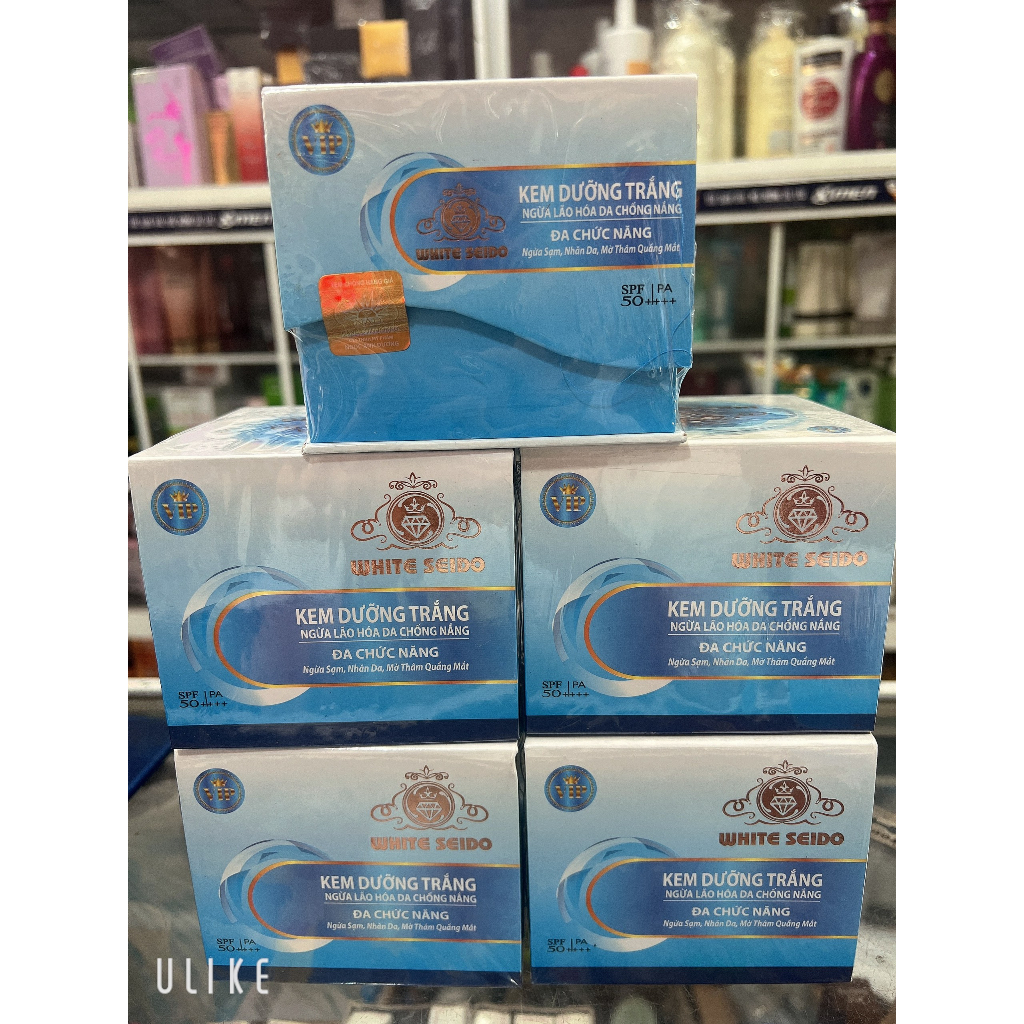 VIP
KEM DƯỠNG TRẮNG
NGỪA LÃO HÓA DA CHỐNG NẮNG
ĐA CHỨC NĂNG
Ngừa Sạm, Nhăn Da, Mờ Thâm Quầng Mắt
WHITE SEIDO
SPF PA
50++++
VIP
WHITE SEIDO
KEM DƯỠNG TRẮNG
NGỪA LÃO HÓA DA CHỐNG NẮNG
ĐA CHỨC NĂNG
Ngừa Sạm, Nhăn Da, Mờ Thâm Quầng Mắt
SPF PA
50++++
VIP
WHITE SEIDO
KEM DƯỠNG TRẮNG
NGỪA LÃO HÓA DA CHỐNG NẮNG
ĐA CHỨC NĂNG
Ngừa Sạm, Nhăn Da, Mờ Thâm Quầng Mắt
SPF PA
50++++
VIP
WHITE SEIDO
KEM DƯỠNG TRẮNG
NGỪA LÃO HÓA DA CHỐNG NẮNG
ĐA CHỨC NĂNG
Ngừa Sạm, Nhăn Da, Mờ Thâm Quầng Mắt
SPF PA
50++++
VIP
WHITE SEIDO
KEM DƯỠNG TRẮNG
NGỪA LÃO HÓA DA CHỐNG NẮNG
ĐA CHỨC NĂNG
Ngừa Sạm, Nhăn Da, Mờ Thâm Quầng Mắt
SPF PA
50++++
ULIKE